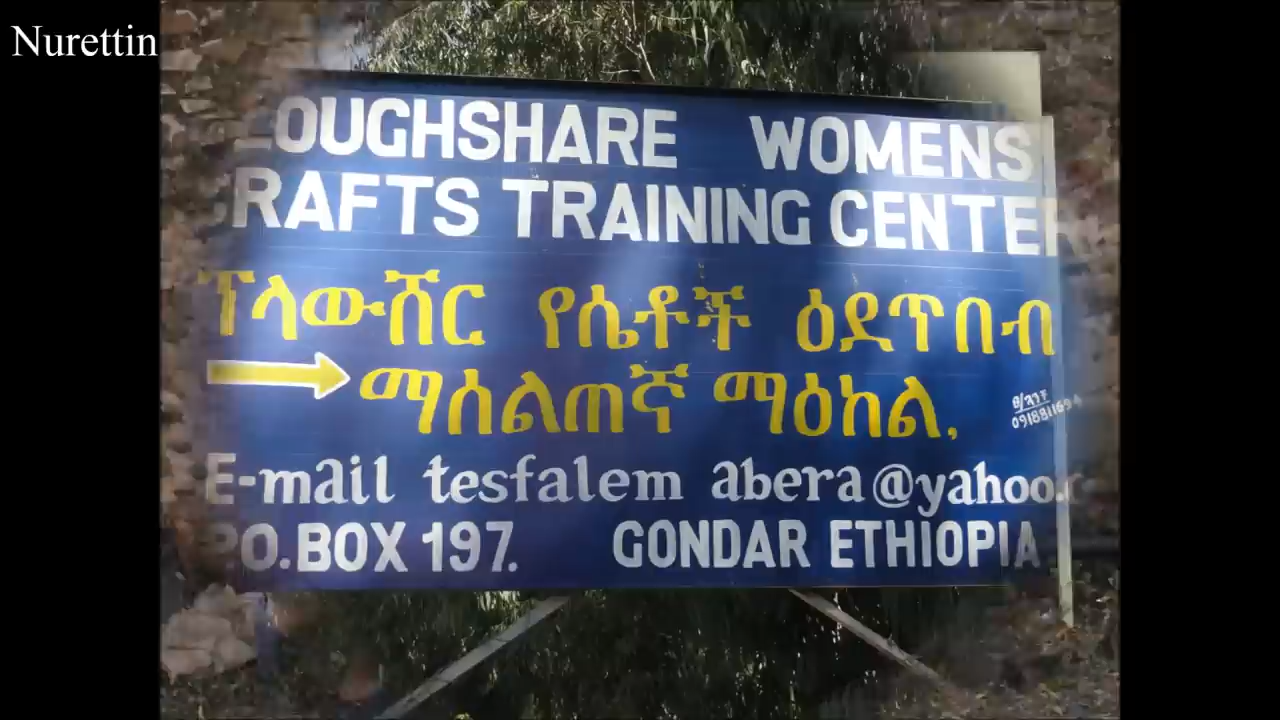 Nurettin
LOUGHSHARE WOMENS
CRAFTS TRAINING CENTER
ፕላውሸር የሴቶች ዕደጥበብ
ማሰልጠኛ ማዕከል,
0918811694
E-mail tesfalem abera@yahoo.c
P.O.BOX 197. GONDAR ETHIOPIA